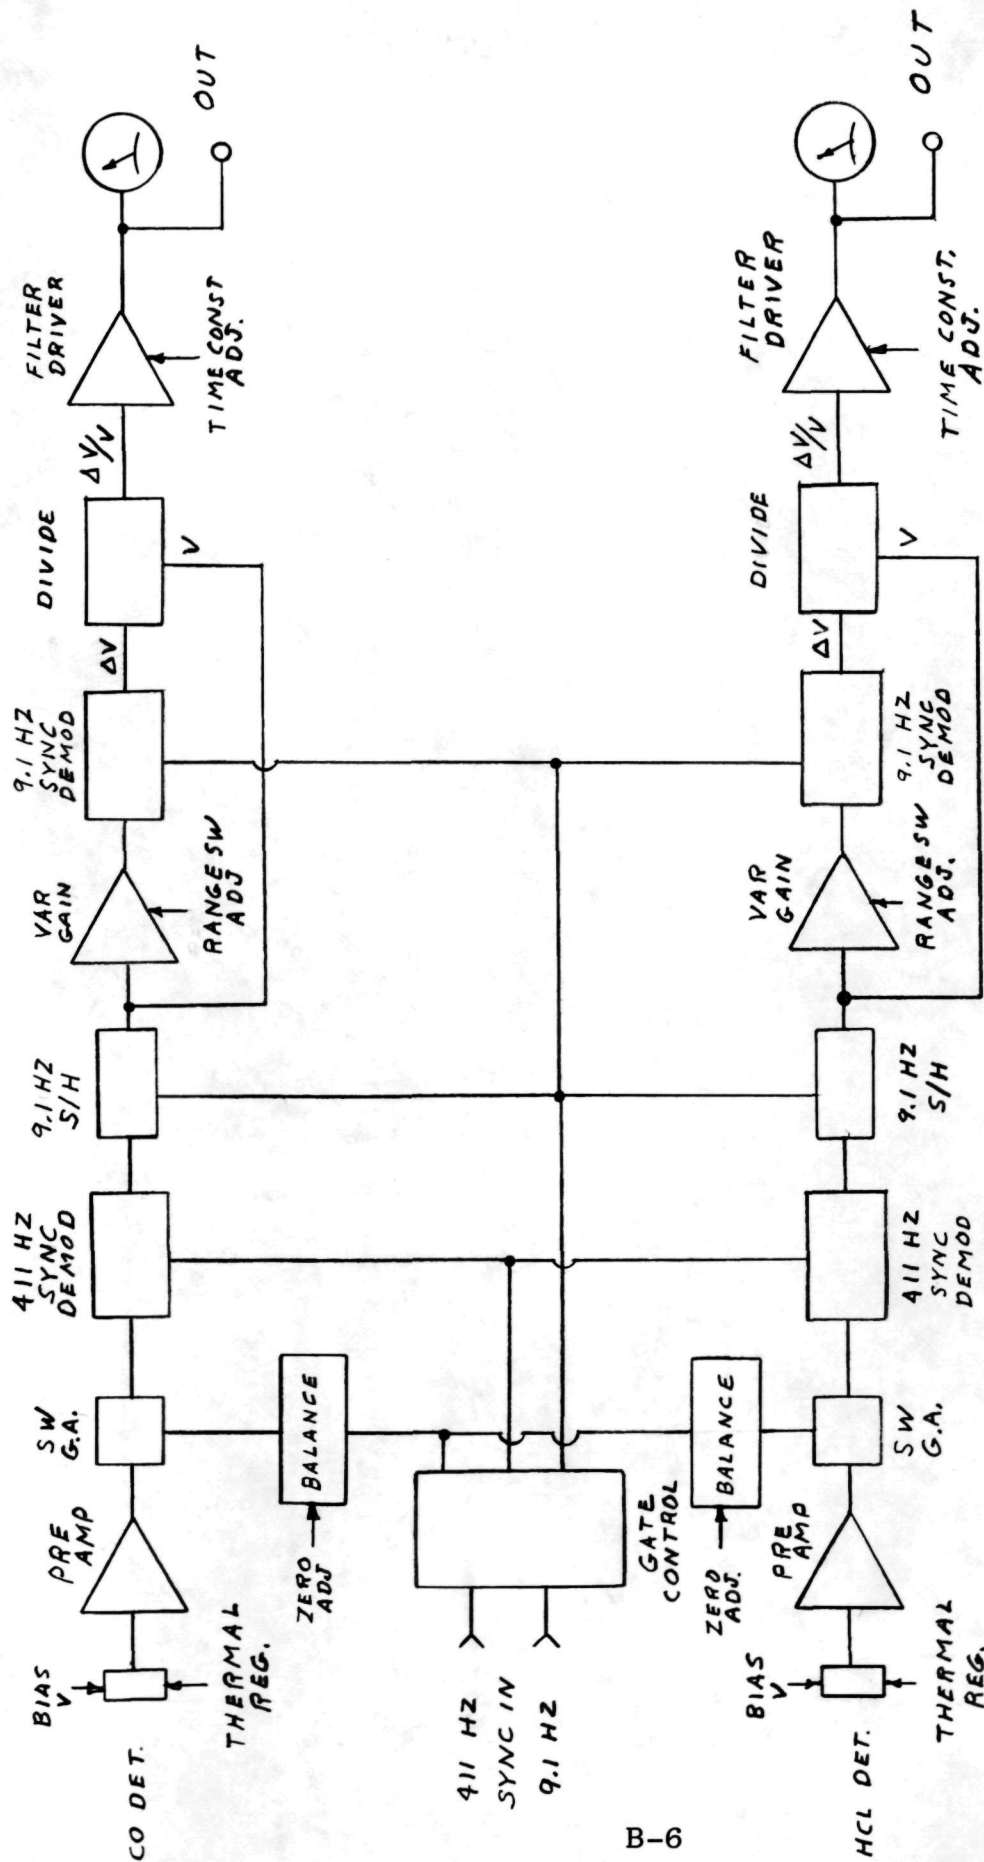 CO DET.
BIAS
V
THERMAL
REG.
PRE
AMP
SW
G.A.
ZERO
ADJ
BALANCE
411 HZ
SYNC
DEMOD
9.1 HZ
S/H
VAR
GAIN
RANGE SW
ADJ
9.1 HZ
SYNC
DEMOD
ΔV
DIVIDE
V
ΔV/V
FILTER
DRIVER
TIME CONST
ADJ.
OUT
411 HZ
SYNC IN
9.1 HZ
GATE
CONTROL
HCL DET.
BIAS
V
THERMAL
REG.
PRE
AMP
ZERO
ADJ.
BALANCE
SW
G.A.
411 HZ
SYNC
DEMOD
9.1 HZ
S/H
VAR
GAIN
RANGE SW
ADJ.
9.1 HZ
SYNC
DEMOD
ΔV
DIVIDE
V
ΔV/V
FILTER
DRIVER
TIME CONST.
ADJ.
OUT
B-6